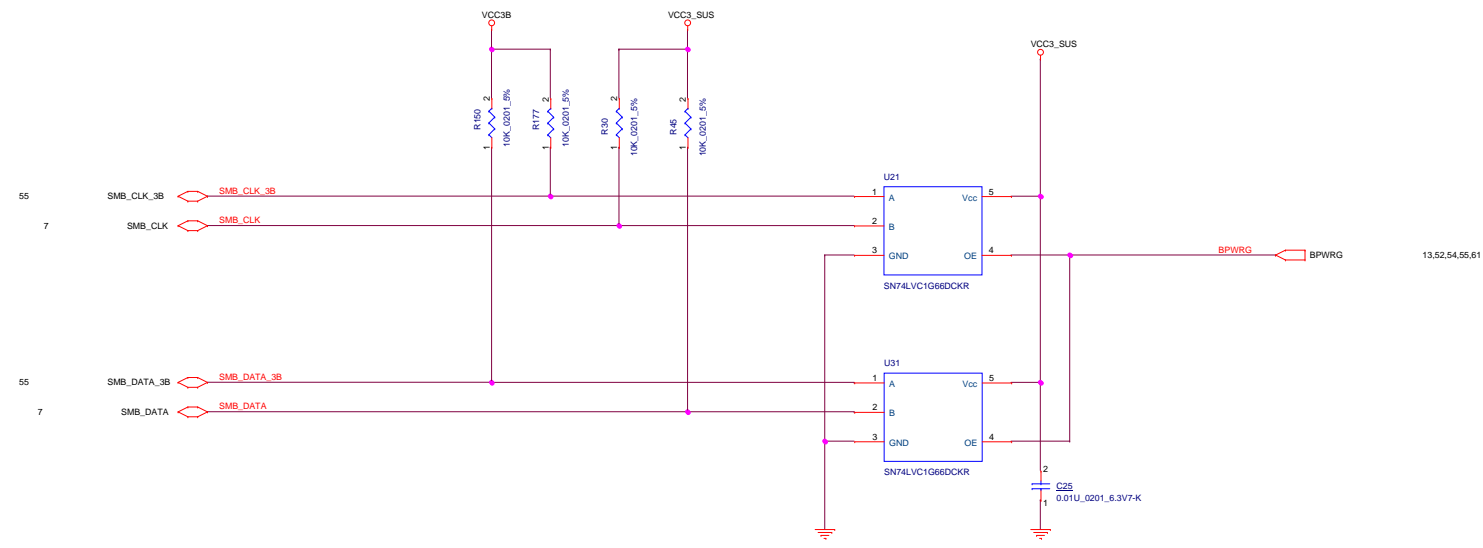 VCC3B
VCC3_SUS
VCC3_SUS
2
2
2
2
R150
10K_0201_5%
R177
10K_0201_5%
R30
10K_0201_5%
R45
10K_0201_5%
1
1
1
1
U21
55 SMB_CLK_3B SMB_CLK_3B 1 A Vcc 5
7 SMB_CLK SMB_CLK 2 B
3 GND OE 4 BPWRG BPWRG 13,52,54,55,61
SN74LVC1G66DCKR
U31
55 SMB_DATA_3B SMB_DATA_3B 1 A Vcc 5
7 SMB_DATA SMB_DATA 2 B
3 GND OE 4
SN74LVC1G66DCKR
2
C25
0.01U_0201_6.3V7-K
1